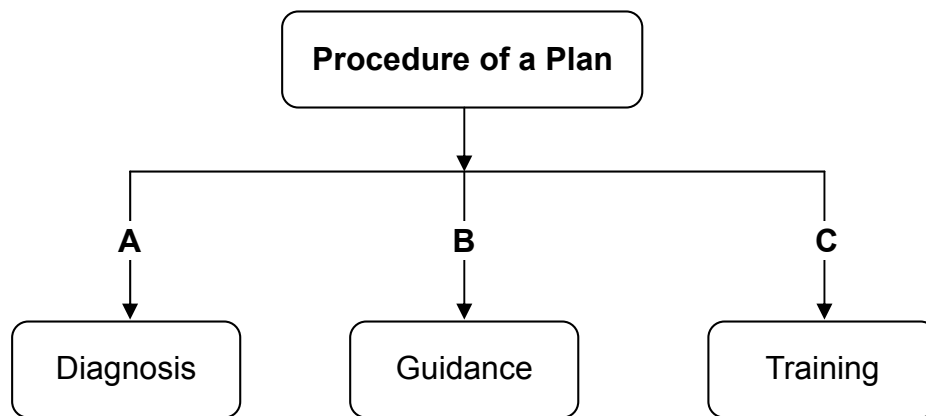 Procedure of a Plan
A
B
C
Diagnosis
Guidance
Training